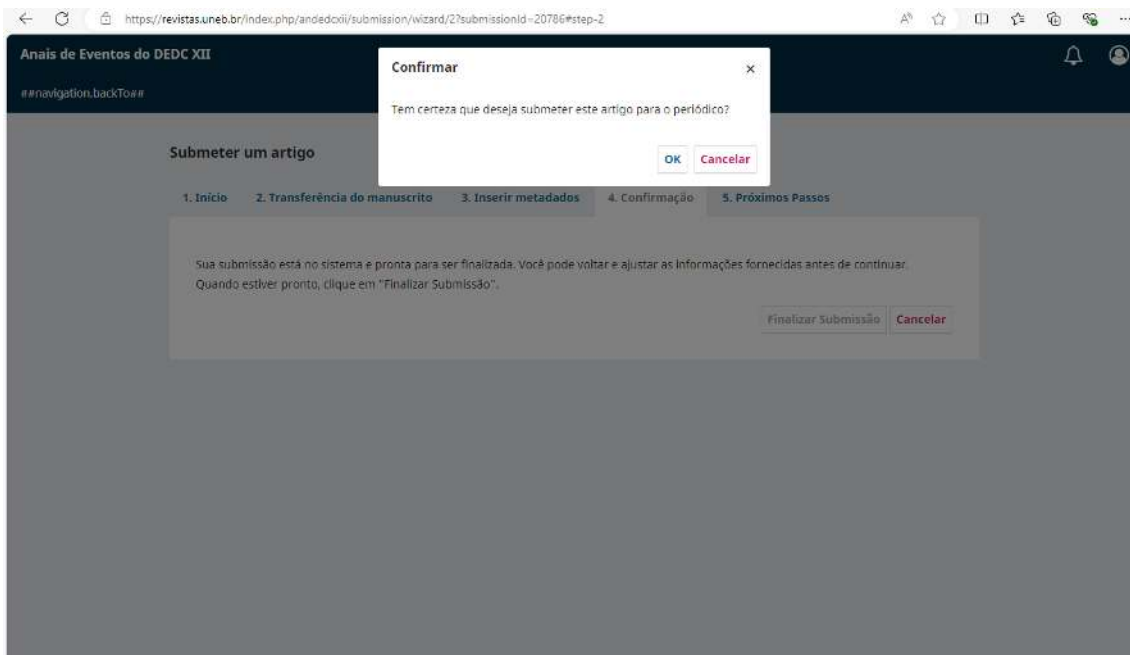 https://revistas.uneb.br/index.php/andedcxii/submission/wizard/2?submissionId=20786#step-2
Anais de Eventos do DEDC XII
##navigation.backTo##
Confirmar
Tem certeza que deseja submeter este artigo para o periódico?
OK Cancelar
Submeter um artigo
1. Início 2. Transferência do manuscrito 3. Inserir metadados 4. Confirmação 5. Próximos Passos
Sua submissão está no sistema e pronta para ser finalizada. Você pode voltar e ajustar as informações fornecidas antes de continuar.
Quando estiver pronto, clique em "Finalizar Submissão".
Finalizar Submissão Cancelar